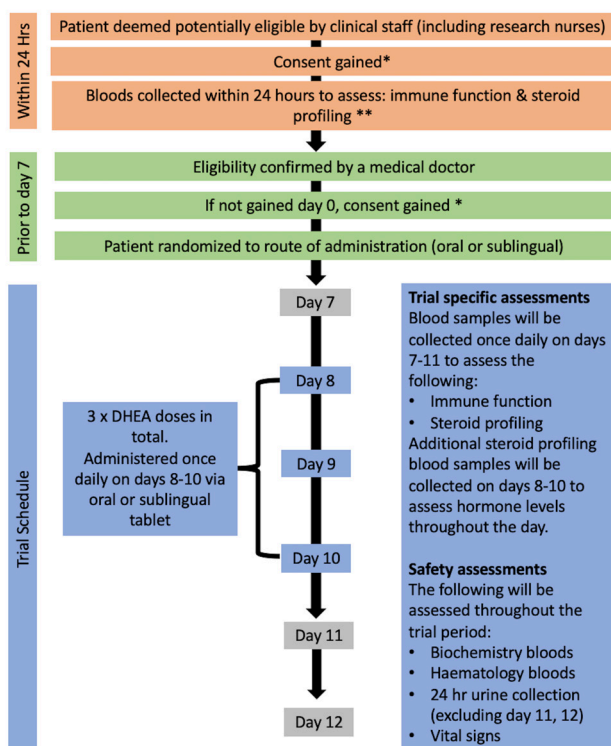 Within 24 Hrs
Patient deemed potentially eligible by clinical staff (including research nurses)
Consent gained*
Bloods collected within 24 hours to assess: immune function & steroid
profiling **
Prior to day 7
Eligibility confirmed by a medical doctor
If not gained day 0, consent gained *
Patient randomized to route of administration (oral or sublingual)
Trial Schedule
Day 7
Day 8
3 x DHEA doses in
total.
Administered once
daily on days 8-10 via
oral or sublingual
tablet
Day 9
Day 10
Day 11
Day 12
Trial specific assessments
Blood samples will be
collected once daily on days
7-11 to assess the
following:
• Immune function
• Steroid profiling
Additional steroid profiling
blood samples will be
collected on days 8-10 to
assess hormone levels
throughout the day.
Safety assessments
The following will be
assessed throughout the
trial period:
• Biochemistry bloods
• Haematology bloods
• 24 hr urine collection
(excluding day 11, 12)
• Vital signs